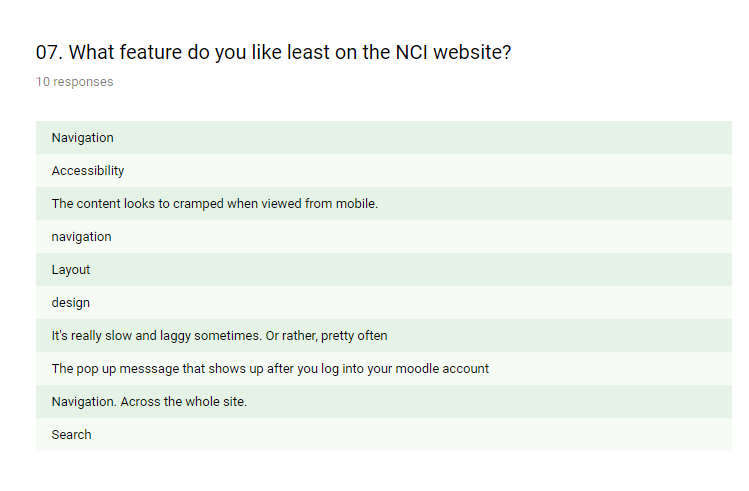 07. What feature do you like least on the NCI website?
10 responses
Navigation
Accessibility
The content looks to cramped when viewed from mobile.
navigation
Layout
design
It's really slow and laggy sometimes. Or rather, pretty often
The pop up messsage that shows up after you log into your moodle account
Navigation. Across the whole site.
Search